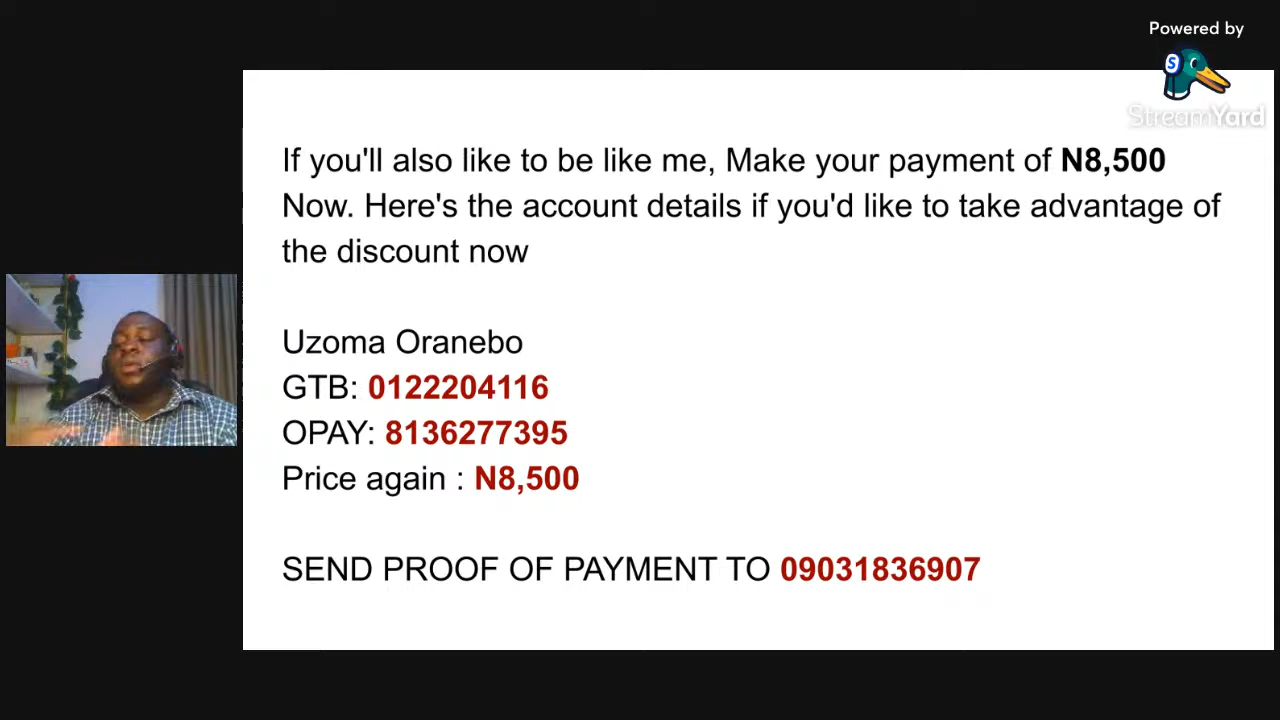 Powered by
StreamYard
If you'll also like to be like me, Make your payment of N8,500
Now. Here's the account details if you'd like to take advantage of
the discount now
Uzoma Oranebo
GTB: 0122204116
OPAY: 8136277395
Price again : N8,500
SEND PROOF OF PAYMENT TO 09031836907